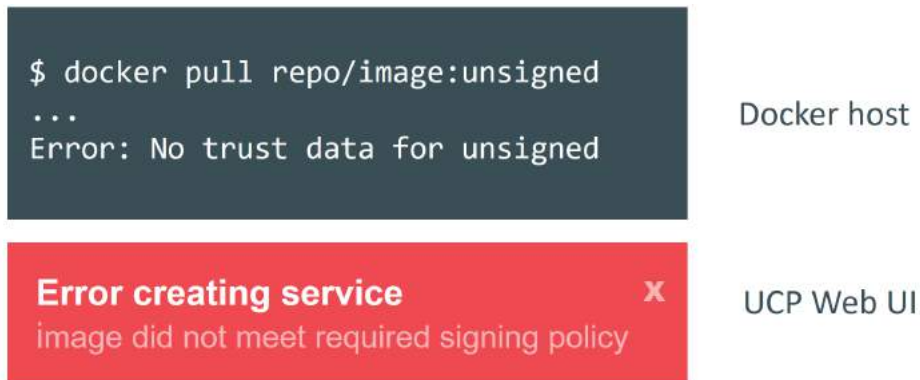 $ docker pull repo/image:unsigned
...
Error: No trust data for unsigned
Docker host
Error creating service
x
image did not meet required signing policy
UCP Web UI